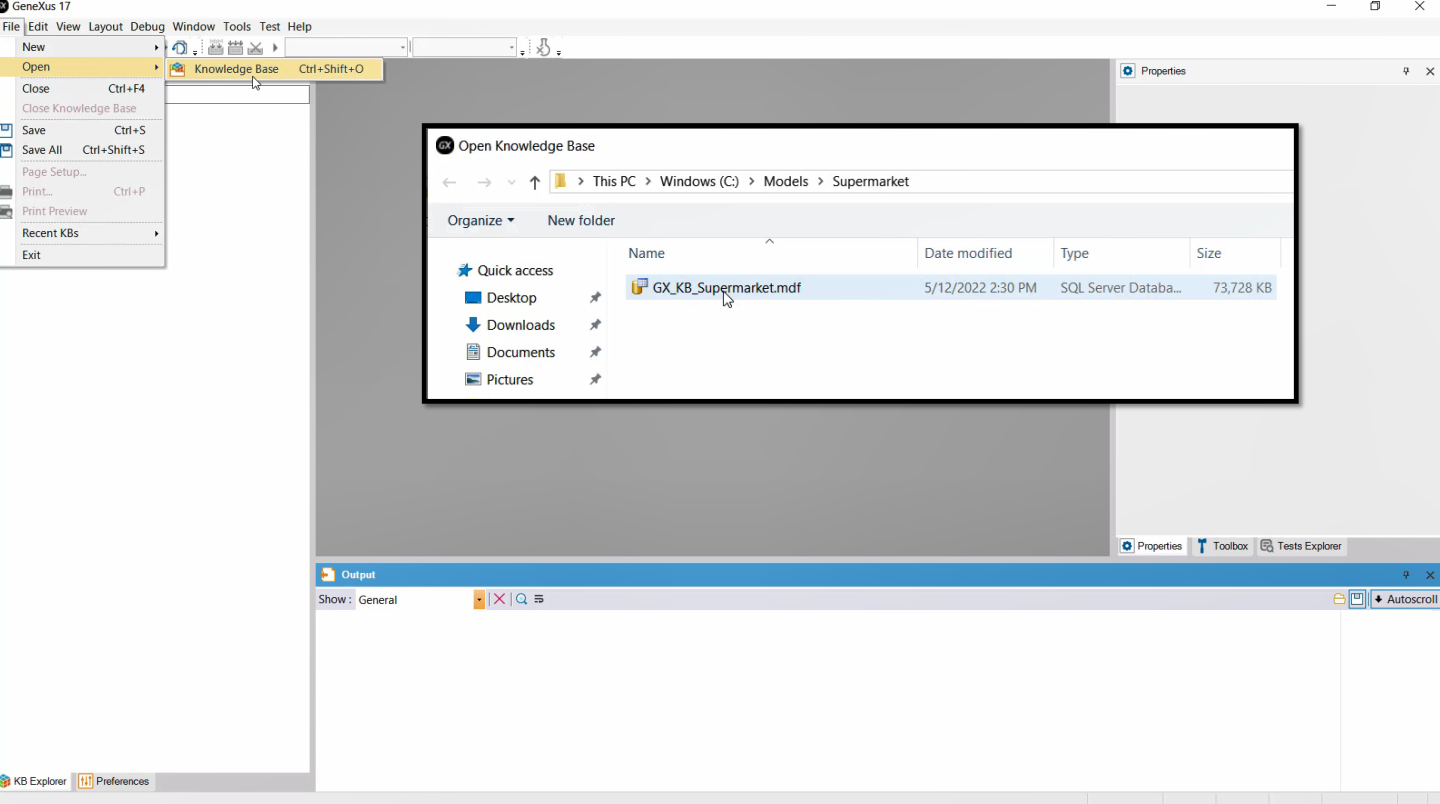 GeneXus 17
File Edit View Layout Debug Window Tools Test Help
New
Open
Knowledge Base Ctrl+Shift+O
Close Ctrl+F4
Close Knowledge Base
Save Ctrl+S
Save All Ctrl+Shift+S
Page Setup...
Print... Ctrl+P
Print Preview
Recent KBs
Exit
Properties
GX Open Knowledge Base
This PC > Windows (C:) > Models > Supermarket
Organize New folder
Name Date modified Type Size
Quick access
Desktop
Downloads
Documents
Pictures
GX_KB_Supermarket.mdf 5/12/2022 2:30 PM SQL Server Databa... 73,728 KB
Properties Toolbox Tests Explorer
Output
Show: General
Autoscroll
KB Explorer Preferences